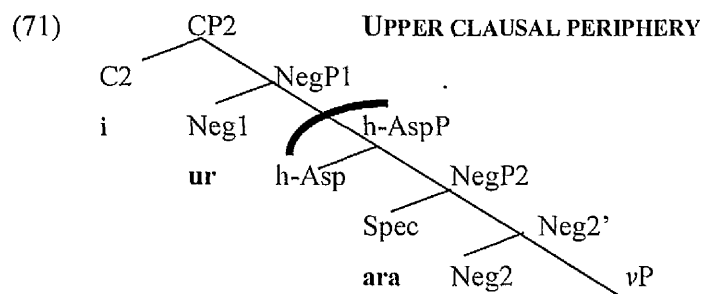 (71) CP2 UPPER CLAUSAL PERIPHERY
C2 NegP1
i Neg1 h-AspP
ur h-Asp NegP2
Spec Neg2’
ara Neg2 vP